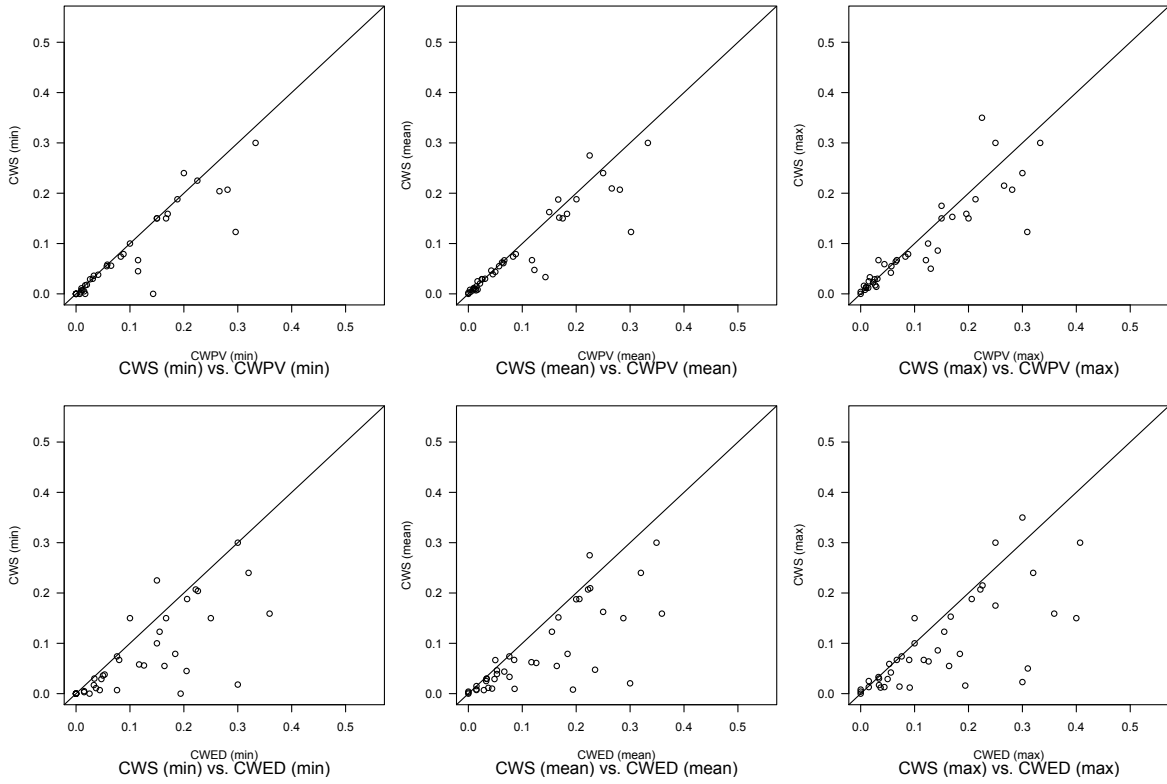 CWS (min)
0.5
0.4
0.3
0.2
0.1
0.0
0.0 0.1 0.2 0.3 0.4 0.5
CWPV (min)
CWS (min) vs. CWPV (min)
CWS (mean)
0.5
0.4
0.3
0.2
0.1
0.0
0.0 0.1 0.2 0.3 0.4 0.5
CWPV (mean)
CWS (mean) vs. CWPV (mean)
CWS (max)
0.5
0.4
0.3
0.2
0.1
0.0
0.0 0.1 0.2 0.3 0.4 0.5
CWPV (max)
CWS (max) vs. CWPV (max)
CWS (min)
0.5
0.4
0.3
0.2
0.1
0.0
0.0 0.1 0.2 0.3 0.4 0.5
CWED (min)
CWS (min) vs. CWED (min)
CWS (mean)
0.5
0.4
0.3
0.2
0.1
0.0
0.0 0.1 0.2 0.3 0.4 0.5
CWED (mean)
CWS (mean) vs. CWED (mean)
CWS (max)
0.5
0.4
0.3
0.2
0.1
0.0
0.0 0.1 0.2 0.3 0.4 0.5
CWED (max)
CWS (max) vs. CWED (max)